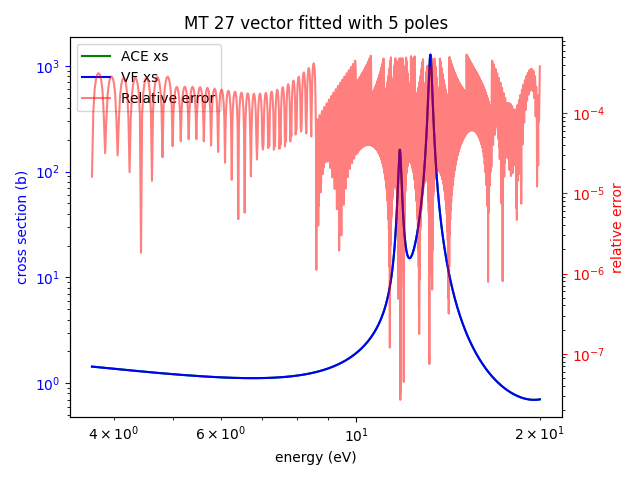 MT 27 vector fitted with 5 poles
ACE xs
VF xs
Relative error
10³
10²
10¹
10⁰
cross section (b)
10⁻⁴
10⁻⁵
10⁻⁶
10⁻⁷
relative error
4 × 10⁰
6 × 10⁰
10¹
2 × 10¹
energy (eV)